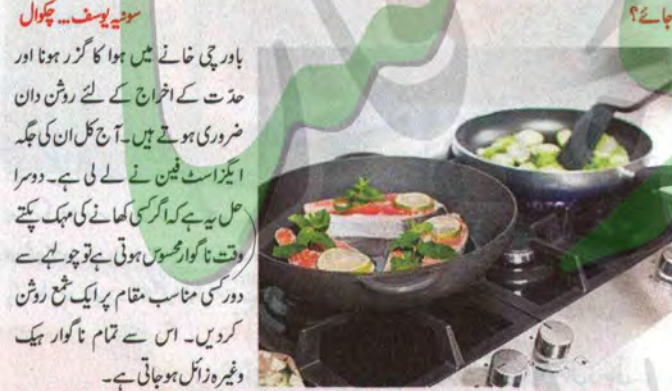 جائے؟
سونیہ یوسف... چکوال
باورچی خانے میں ہوا کا گزر ہونا اور
حدّت کے اخراج کے لئے روشن دان
ضروری ہوتے ہیں۔ آج کل ان کی جگہ
ایگزاسٹ فین نے لے لی ہے۔ دوسرا
حل یہ ہے کہ اگر کسی کھانے کی مہک پکتے
وقت ناگوار محسوس ہوتی ہے تو چولہے سے
دور کسی مناسب مقام پر ایک شمع روشن
کردیں۔ اس سے تمام ناگوار ہیک
وغیرہ زائل ہوجاتی ہے۔